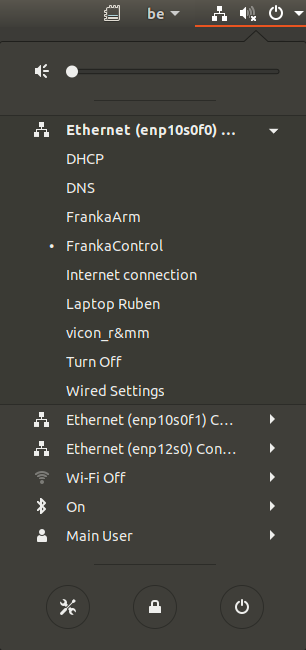 be
Ethernet (enp10s0f0) ...
DHCP
DNS
FrankaArm
FrankaControl
Internet connection
Laptop Ruben
vicon_r&mm
Turn Off
Wired Settings
Ethernet (enp10s0f1) C...
Ethernet (enp12s0) Con...
Wi-Fi Off
On
Main User